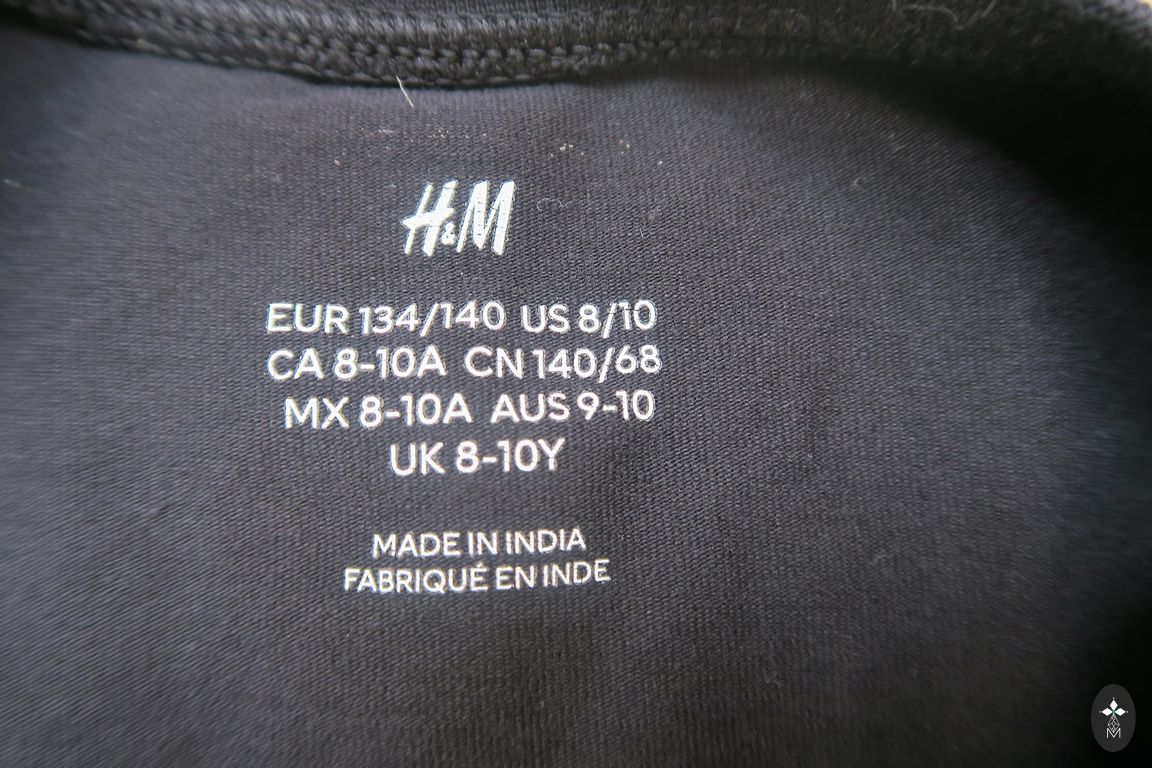 H&M
EUR 134/140 US 8/10
CA 8-10A CN 140/68
MX 8-10A AUS 9-10
UK 8-10Y
MADE IN INDIA
FABRIQUÉ EN INDE
M